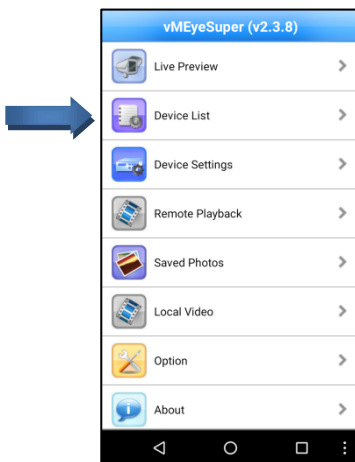 vMEyeSuper (v2.3.8)
Live Preview
Device List
Device Settings
Remote Playback
Saved Photos
Local Video
Option
About